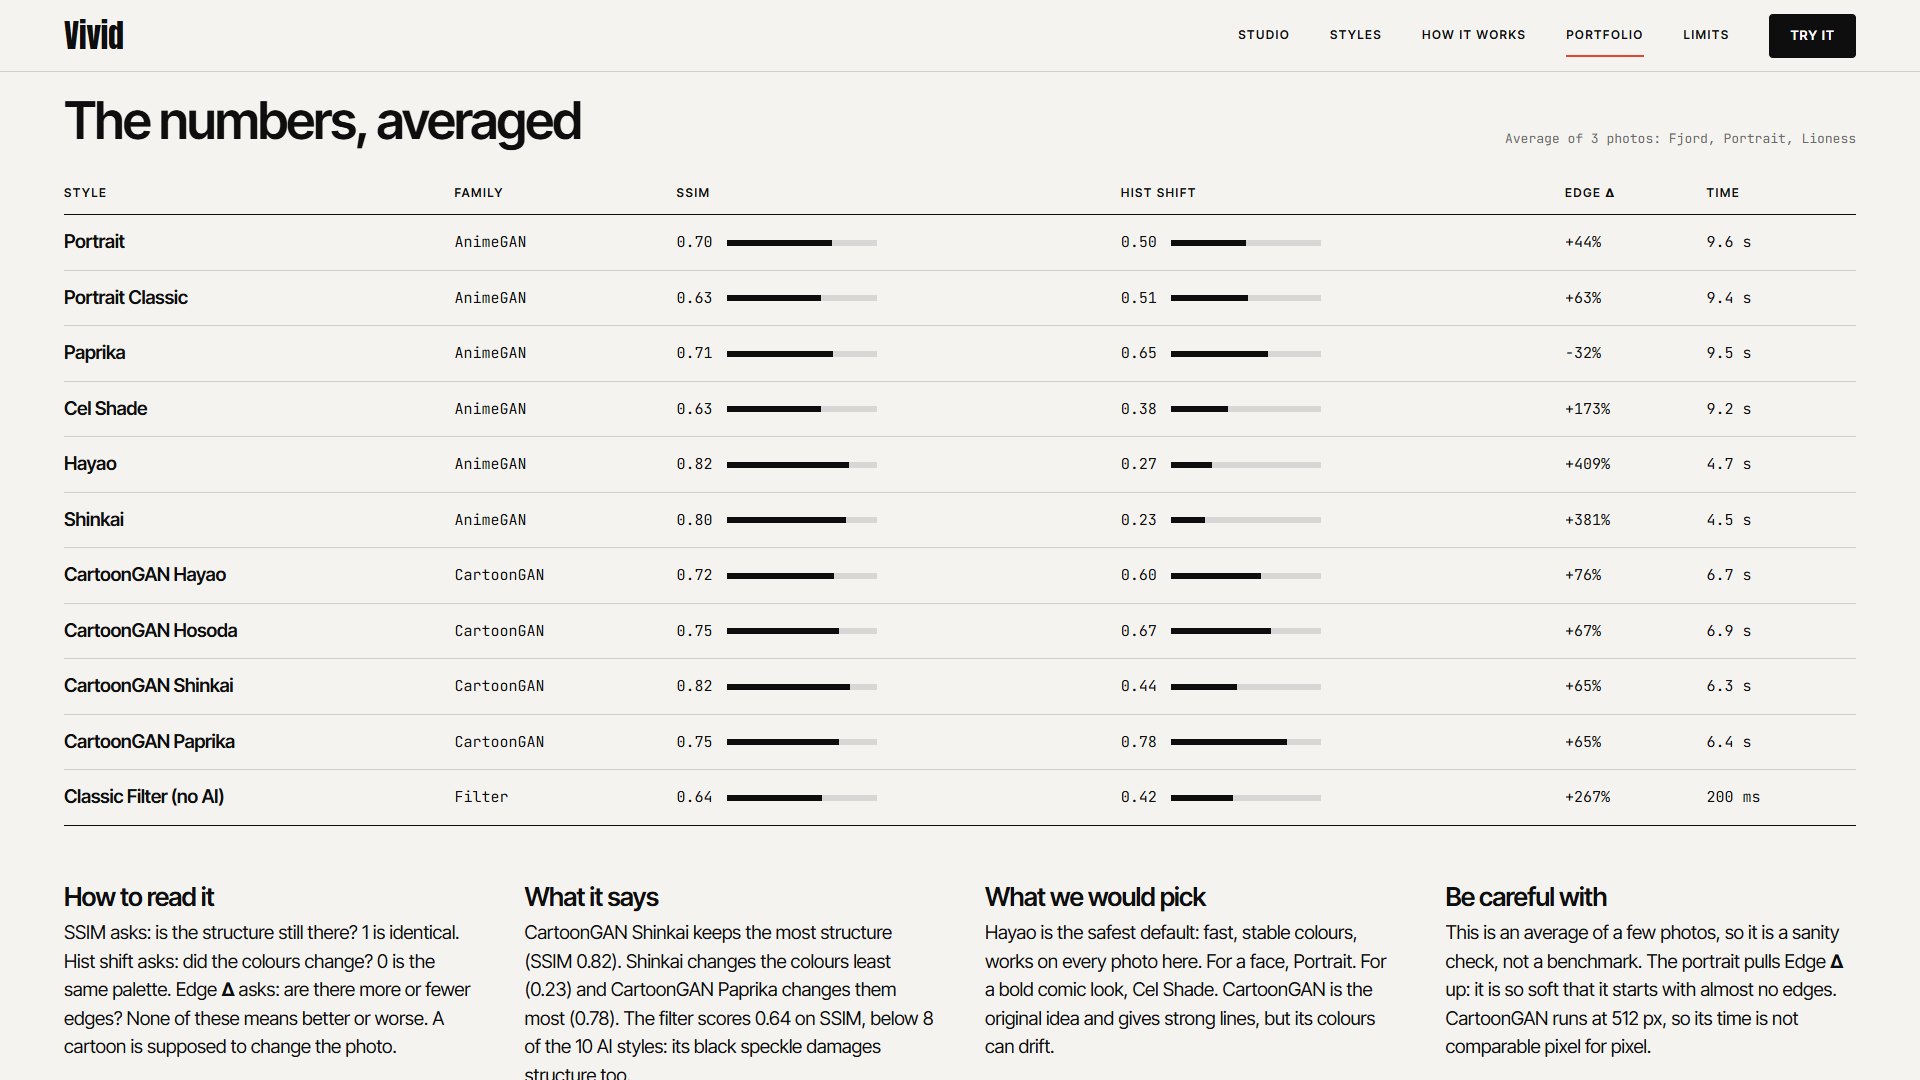 Vivid
STUDIO STYLES HOW IT WORKS PORTFOLIO LIMITS TRY IT
The numbers, averaged
Average of 3 photos: Fjord, Portrait, Lioness
STYLE FAMILY SSIM HIST SHIFT EDGE Δ TIME
Portrait AnimeGAN 0.70 0.50 +44% 9.6 s
Portrait Classic AnimeGAN 0.63 0.51 +63% 9.4 s
Paprika AnimeGAN 0.71 0.65 -32% 9.5 s
Cel Shade AnimeGAN 0.63 0.38 +173% 9.2 s
Hayao AnimeGAN 0.82 0.27 +409% 4.7 s
Shinkai AnimeGAN 0.80 0.23 +381% 4.5 s
CartoonGAN Hayao CartoonGAN 0.72 0.60 +76% 6.7 s
CartoonGAN Hosoda CartoonGAN 0.75 0.67 +67% 6.9 s
CartoonGAN Shinkai CartoonGAN 0.82 0.44 +65% 6.3 s
CartoonGAN Paprika CartoonGAN 0.75 0.78 +65% 6.4 s
Classic Filter (no AI) Filter 0.64 0.42 +267% 200 ms
How to read it
SSIM asks: is the structure still there? 1 is identical.
Hist shift asks: did the colours change? 0 is the
same palette. Edge Δ asks: are there more or fewer
edges? None of these means better or worse. A
cartoon is supposed to change the photo.
What it says
CartoonGAN Shinkai keeps the most structure
(SSIM 0.82). Shinkai changes the colours least
(0.23) and CartoonGAN Paprika changes them
most (0.78). The filter scores 0.64 on SSIM, below 8
of the 10 AI styles: its black speckle damages
structure too.
What we would pick
Hayao is the safest default: fast, stable colours,
works on every photo here. For a face, Portrait. For
a bold comic look, Cel Shade. CartoonGAN is the
original idea and gives strong lines, but its colours
can drift.
Be careful with
This is an average of a few photos, so it is a sanity
check, not a benchmark. The portrait pulls Edge Δ
up: it is so soft that it starts with almost no edges.
CartoonGAN runs at 512 px, so its time is not
comparable pixel for pixel.